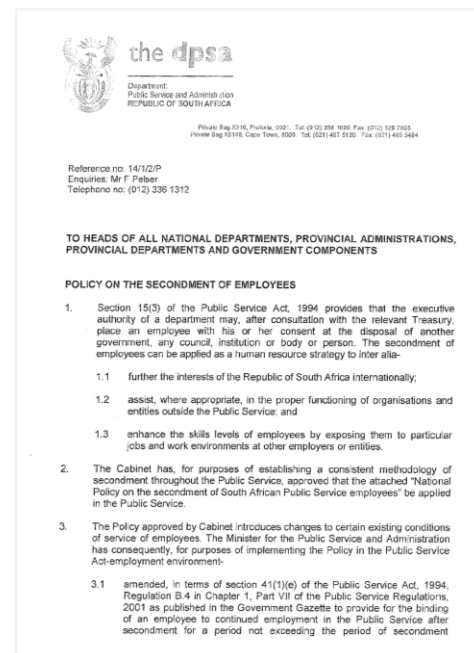 the dpsa
Department:
Public Service and Administration
REPUBLIC OF SOUTH AFRICA
Private Bag X916, Pretoria, 0001. Tel: (012) 336 1000 Fax: (012) 326 7802
Private Bag X9148, Cape Town, 8000 Tel: (021) 467 5120 Fax: (021) 465 5484
Reference no: 14/1/2/P
Enquiries: Mr F Pelser
Telephone no: (012) 336 1312
TO HEADS OF ALL NATIONAL DEPARTMENTS, PROVINCIAL ADMINISTRATIONS,
PROVINCIAL DEPARTMENTS AND GOVERNMENT COMPONENTS
POLICY ON THE SECONDMENT OF EMPLOYEES
1. Section 15(3) of the Public Service Act, 1994 provides that the executive
authority of a department may, after consultation with the relevant Treasury,
place an employee with his or her consent at the disposal of another
government, any council, institution or body or person. The secondment of
employees can be applied as a human resource strategy to inter alia-
1.1 further the interests of the Republic of South Africa internationally;
1.2 assist, where appropriate, in the proper functioning of organisations and
entities outside the Public Service; and
1.3 enhance the skills levels of employees by exposing them to particular
jobs and work environments at other employers or entities.
2. The Cabinet has, for purposes of establishing a consistent methodology of
secondment throughout the Public Service, approved that the attached "National
Policy on the secondment of South African Public Service employees" be applied
in the Public Service.
3. The Policy approved by Cabinet introduces changes to certain existing conditions
of service of employees. The Minister for the Public Service and Administration
has consequently, for purposes of implementing the Policy in the Public Service
Act-employment environment-
3.1 amended, in terms of section 41(1)(e) of the Public Service Act, 1994,
Regulation B.4 in Chapter 1, Part VII of the Public Service Regulations,
2001 as published in the Government Gazette to provide for the binding
of an employee to continued employment in the Public Service after
secondment for a period not exceeding the period of secondment